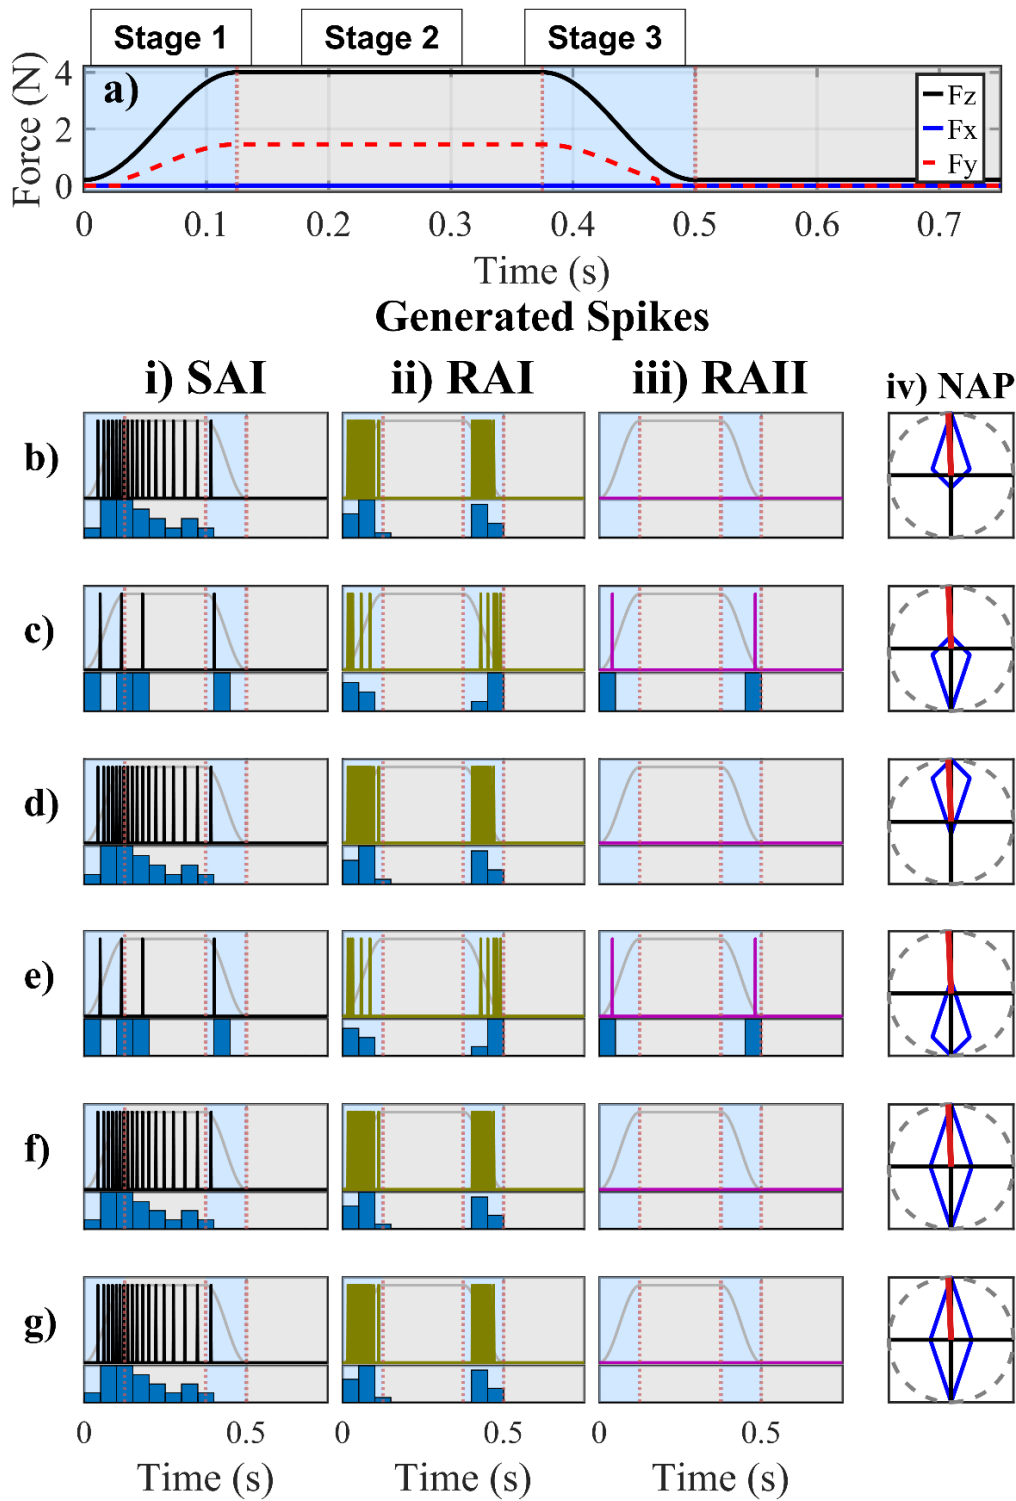 Stage 1 Stage 2 Stage 3
a)
Force (N)
4
2
0
Fz
Fx
Fy
0 0.1 0.2 0.3 0.4 0.5 0.6 0.7
Time (s)
Generated Spikes
i) SAI ii) RAI iii) RAII iv) NAP
b)
c)
d)
e)
f)
g)
0 0.5 0 0.5 0 0.5
Time (s) Time (s) Time (s)